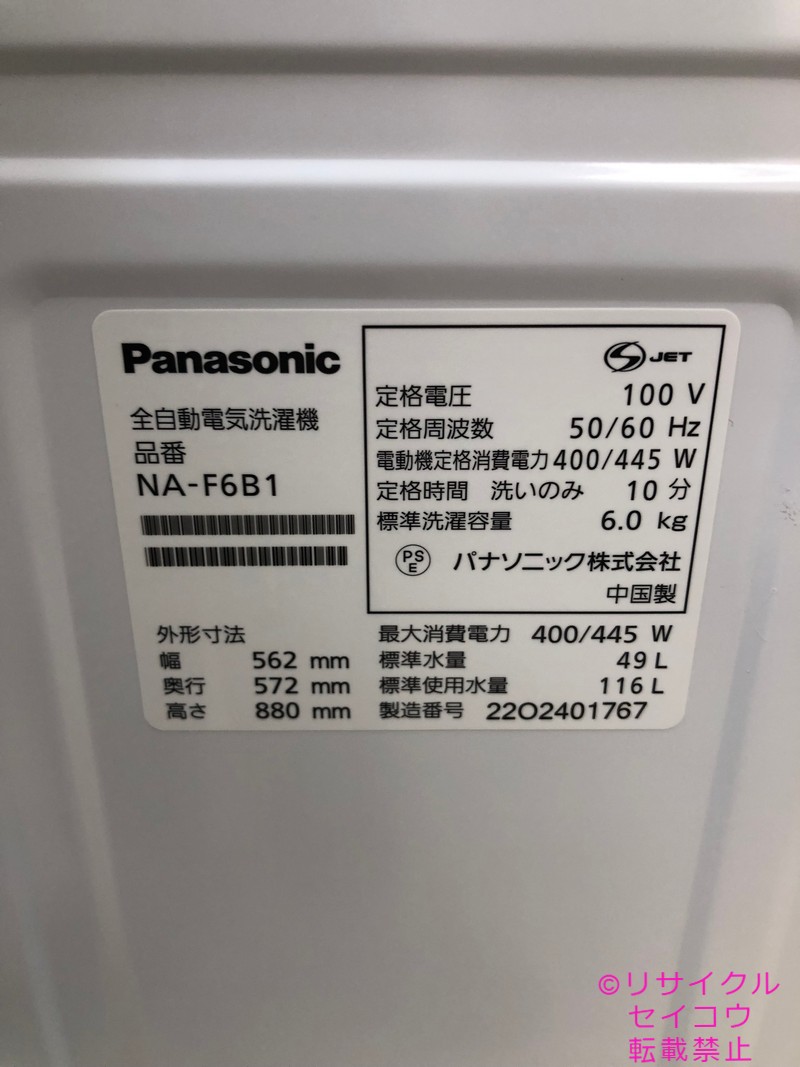 Panasonic
全自動電気洗濯機
品番
NA-F6B1
JET
定格電圧 100 V
定格周波数 50/60 Hz
電動機定格消費電力 400/445 W
定格時間 洗いのみ 10 分
標準洗濯容量 6.0 kg
PSE パナソニック株式会社
中国製
外形寸法
幅 562 mm
奥行 572 mm
高さ 880 mm
最大消費電力 400/445 W
標準水量 49 L
標準使用水量 116 L
製造番号 22O2401767
©リサイクル
セイコウ
転載禁止